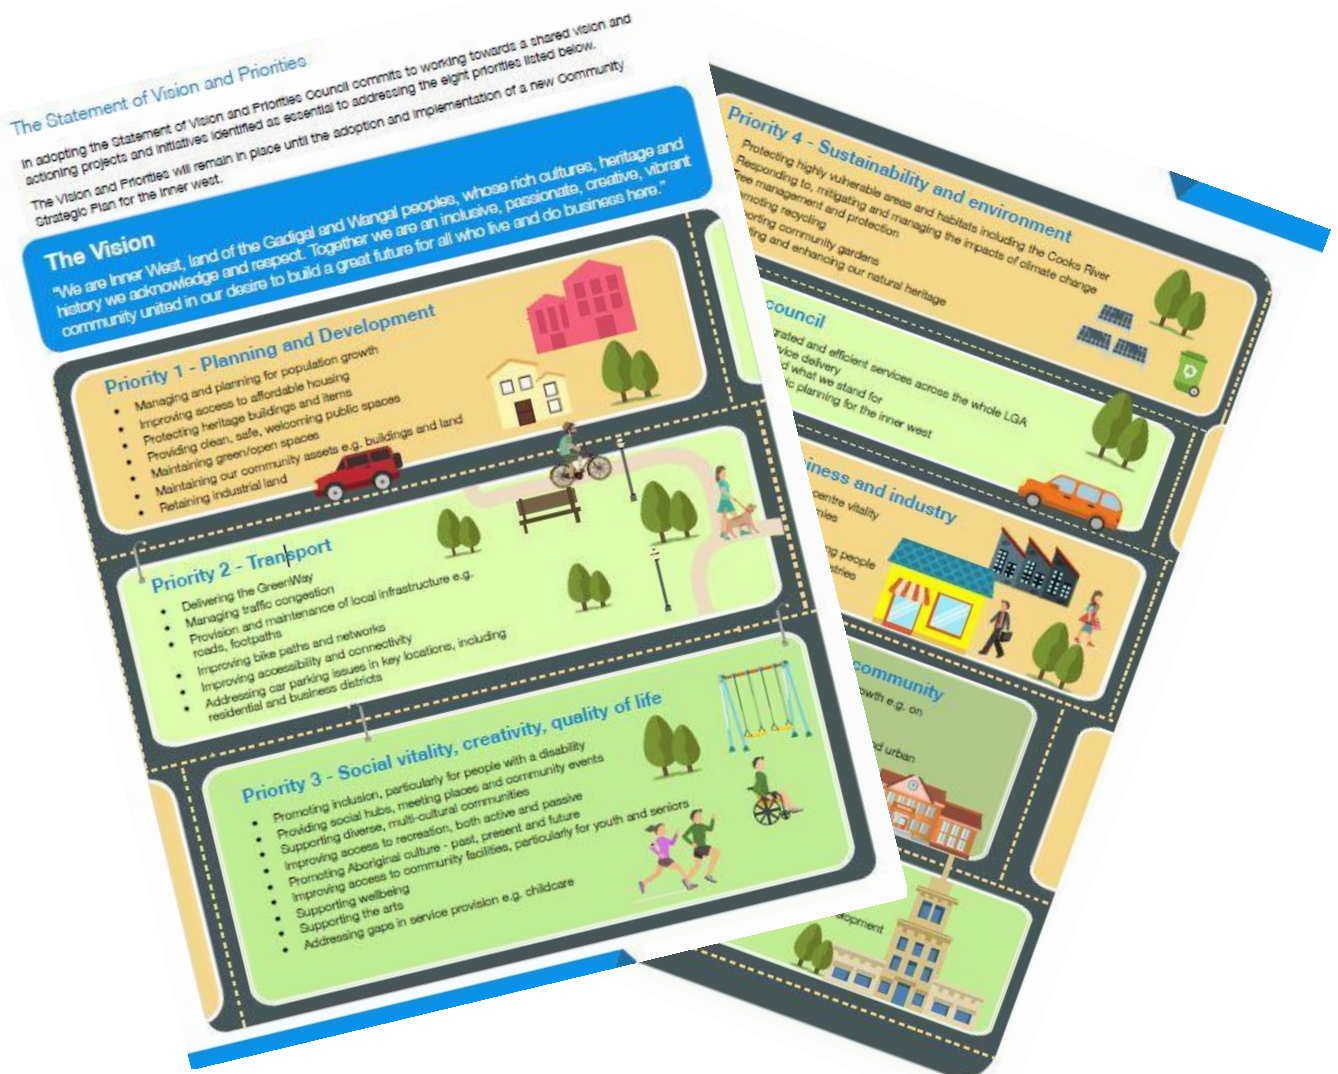 The Statement of Vision and Priorities
In adopting the Statement of Vision and Priorities Council commits to working towards a shared vision and
actioning projects and initiatives identified as essential to addressing the eight priorities listed below.
The Vision and Priorities will remain in place until the adoption and implementation of a new Community
Strategic Plan for the inner west.
The Vision
"We are Inner West, land of the Gadigal and Wangal peoples, whose rich cultures, heritage and
history we acknowledge and respect. Together we are an inclusive, passionate, creative, vibrant
community united in our desire to build a great future for all who live and do business here."
Priority 1 - Planning and Development
• Managing and planning for population growth
• Improving access to affordable housing
• Protecting heritage buildings and items
• Providing clean, safe, welcoming public spaces
• Maintaining green/open spaces
• Maintaining our community assets e.g. buildings and land
• Retaining industrial land
Priority 2 - Transport
• Delivering the GreenWay
• Managing traffic congestion
• Provision and maintenance of local infrastructure e.g.
roads, footpaths
• Improving bike paths and networks
• Improving accessibility and connectivity
• Addressing car parking issues in key locations, including
residential and business districts
Priority 3 - Social vitality, creativity, quality of life
• Promoting inclusion, particularly for people with a disability
• Providing social hubs, meeting places and community events
• Supporting diverse, multi-cultural communities
• Improving access to recreation, both active and passive
• Promoting Aboriginal culture - past, present and future
• Improving access to community facilities, particularly for youth and seniors
• Supporting wellbeing
• Supporting the arts
• Addressing gaps in service provision e.g. childcare
Priority 4 - Sustainability and environment
Protecting highly vulnerable areas and habitats including the Cooks River
Responding to, mitigating and managing the impacts of climate change
Tree management and protection
moting recycling
orting community gardens
ting and enhancing our natural heritage
council
grated and efficient services across the whole LGA
vice delivery
d what we stand for
ic planning for the inner west
iness and industry
centre vitality
mies
ng people
stries
community
owth e.g. on
d urban
elopment